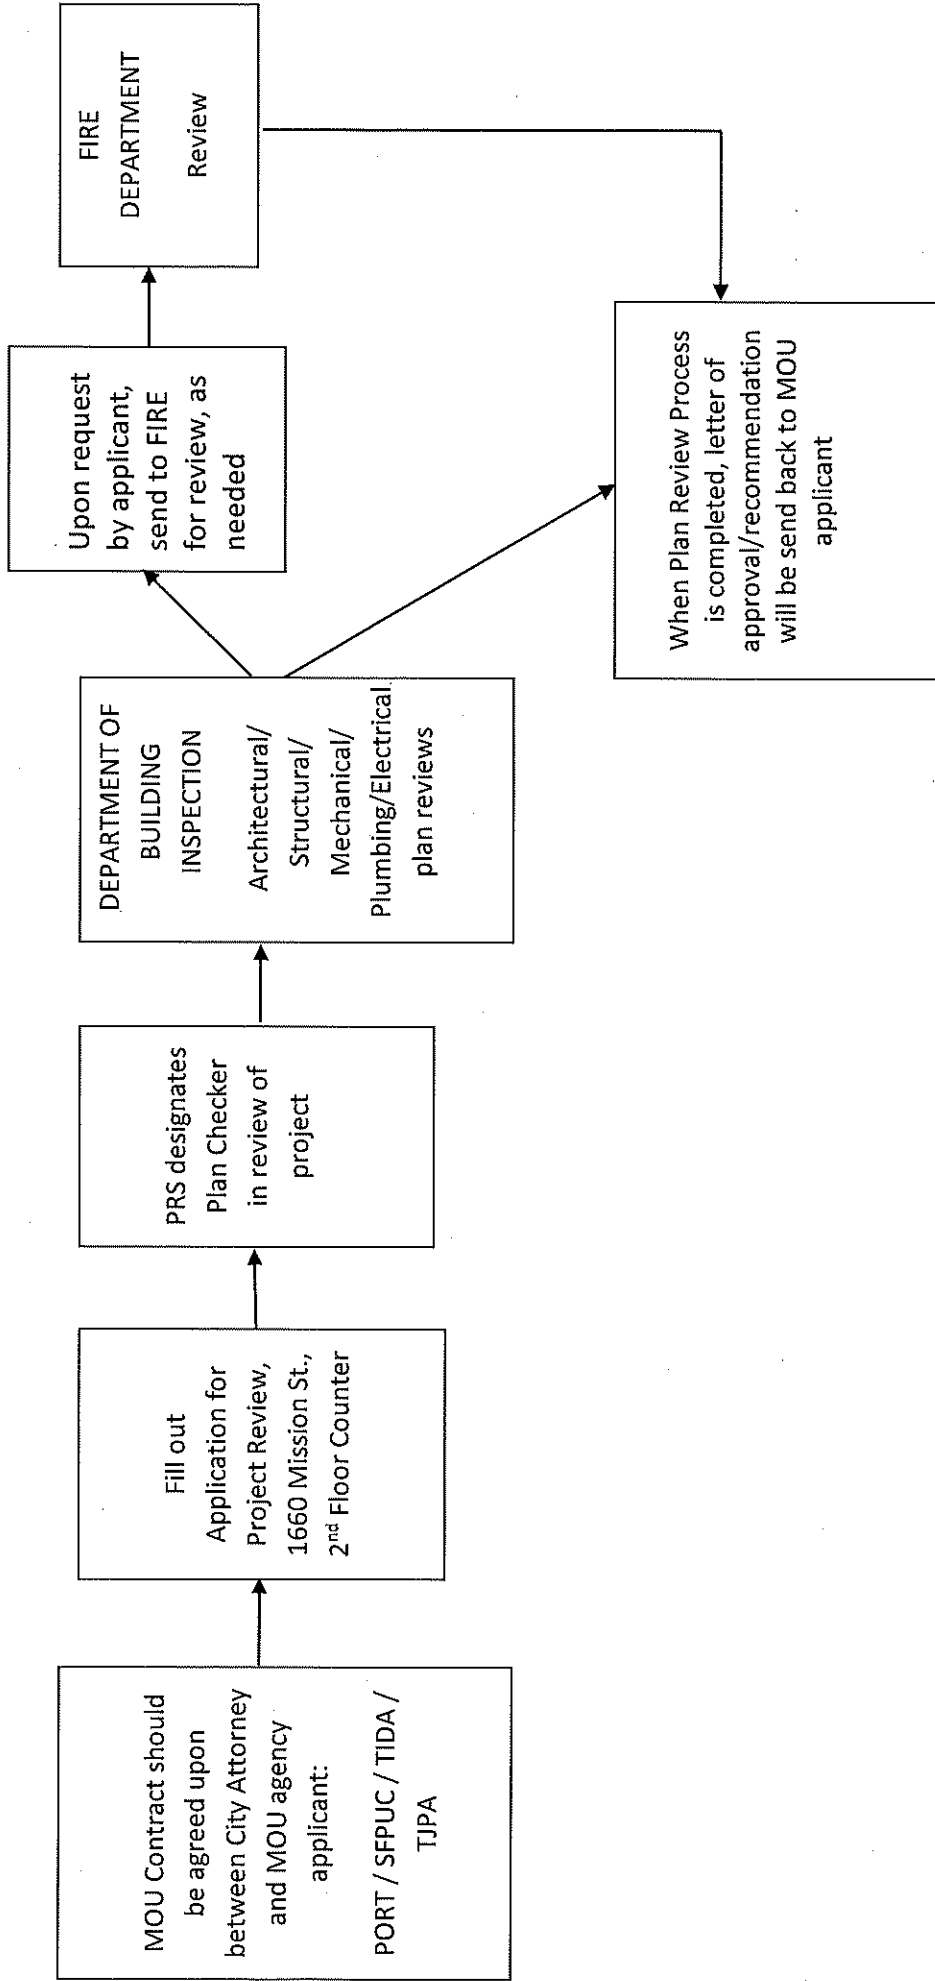 MOU Contract should
be agreed upon
between City Attorney
and MOU agency
applicant:
PORT / SFPUC / TIDA /
TJPA
Fill out
Application for
Project Review,
1660 Mission St.,
2nd Floor Counter
PRS designates
Plan Checker
in review of
project
DEPARTMENT OF
BUILDING
INSPECTION
Architectural/
Structural/
Mechanical/
Plumbing/Electrical
plan reviews
Upon request
by applicant,
send to FIRE
for review, as
needed
FIRE
DEPARTMENT
Review
When Plan Review Process
is completed, letter of
approval/recommendation
will be send back to MOU
applicant